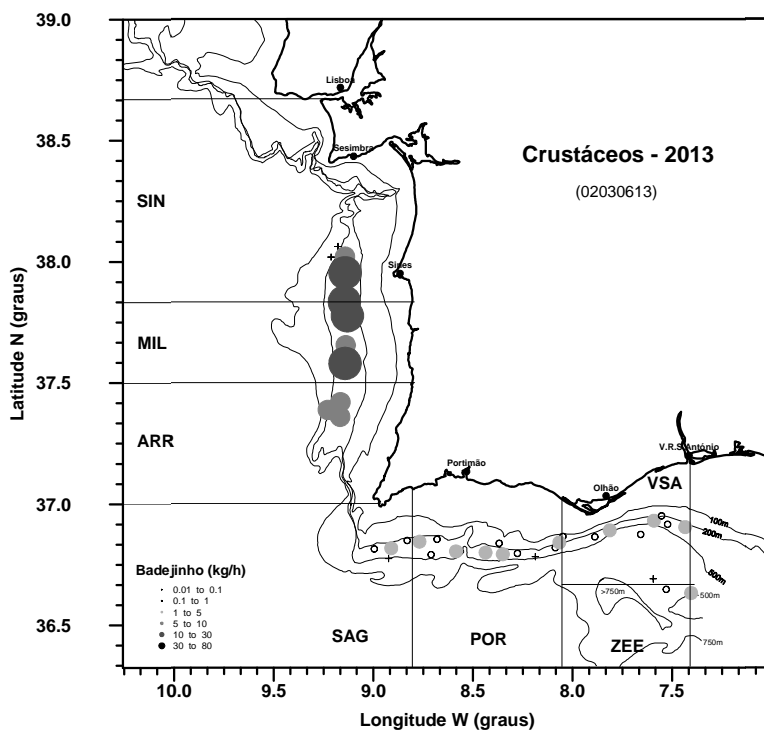 39.0
38.5
38.0
37.5
37.0
36.5
Latitude N (graus)
Lisboa
Sesimbra
Crustáceos - 2013
(02030613)
SIN
Sines
MIL
ARR
Portimão
Olhão
V.R.S.António
VSA
100m
200m
500m
Badejinho (kg/h)
0.01 to 0.1
0.1 to 1
1 to 5
5 to 10
10 to 30
30 to 80
>750m
500m
750m
SAG
POR
ZEE
10.0
9.5
9.0
8.5
8.0
7.5
Longitude W (graus)